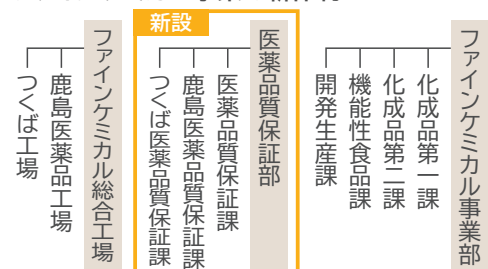 ファインケミカル事業部
化成品第一課
化成品第二課
機能性食品課
開発生産課
新設
医薬品質保証部
医薬品質保証課
鹿島医薬品質保証課
つくば医薬品質保証課
ファインケミカル総合工場
鹿島医薬品工場
つくば工場